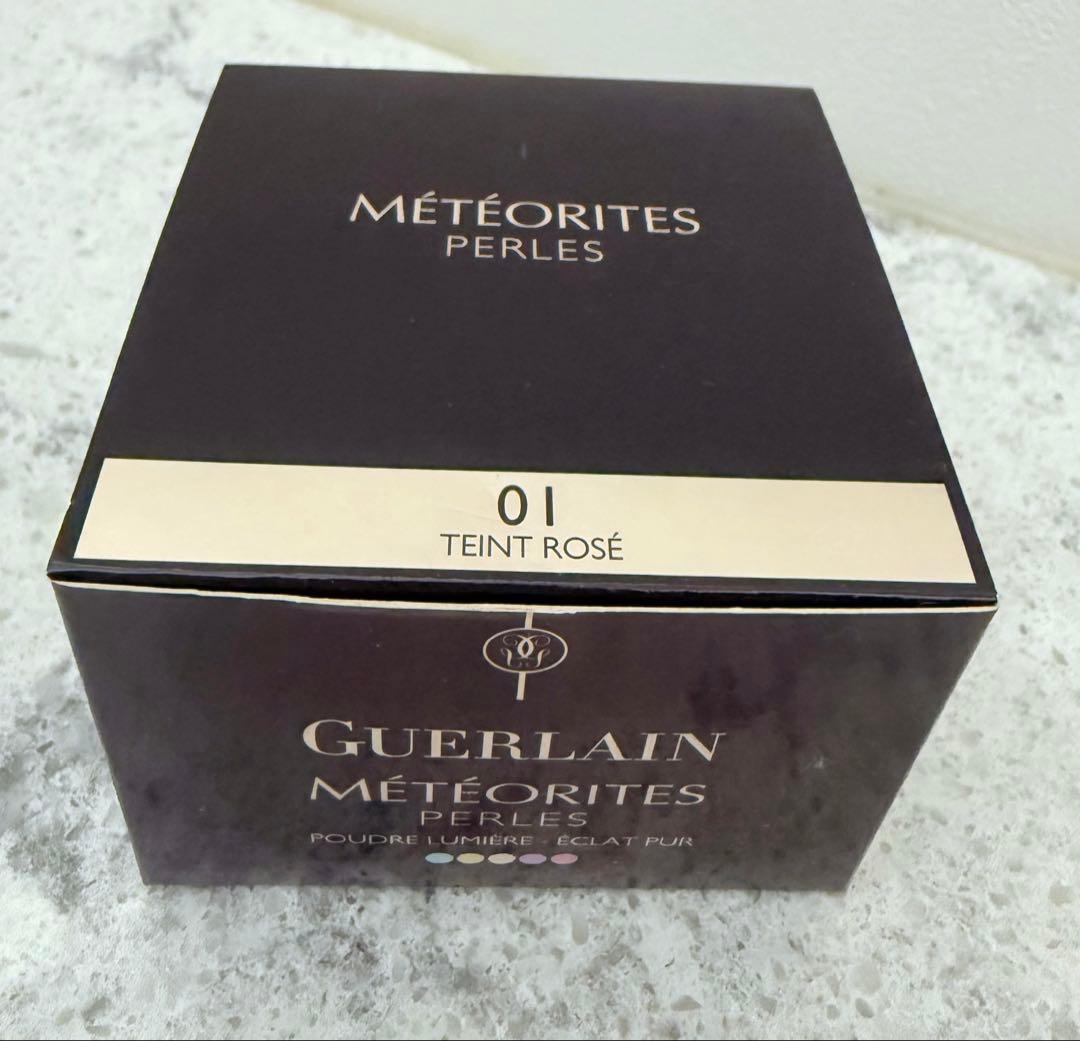 MÉTÉORITES
PERLES
01
TEINT ROSÉ
GUERLAIN
MÉTÉORITES
PERLES
POUDRE LUMIÈRE - ÉCLAT PUR